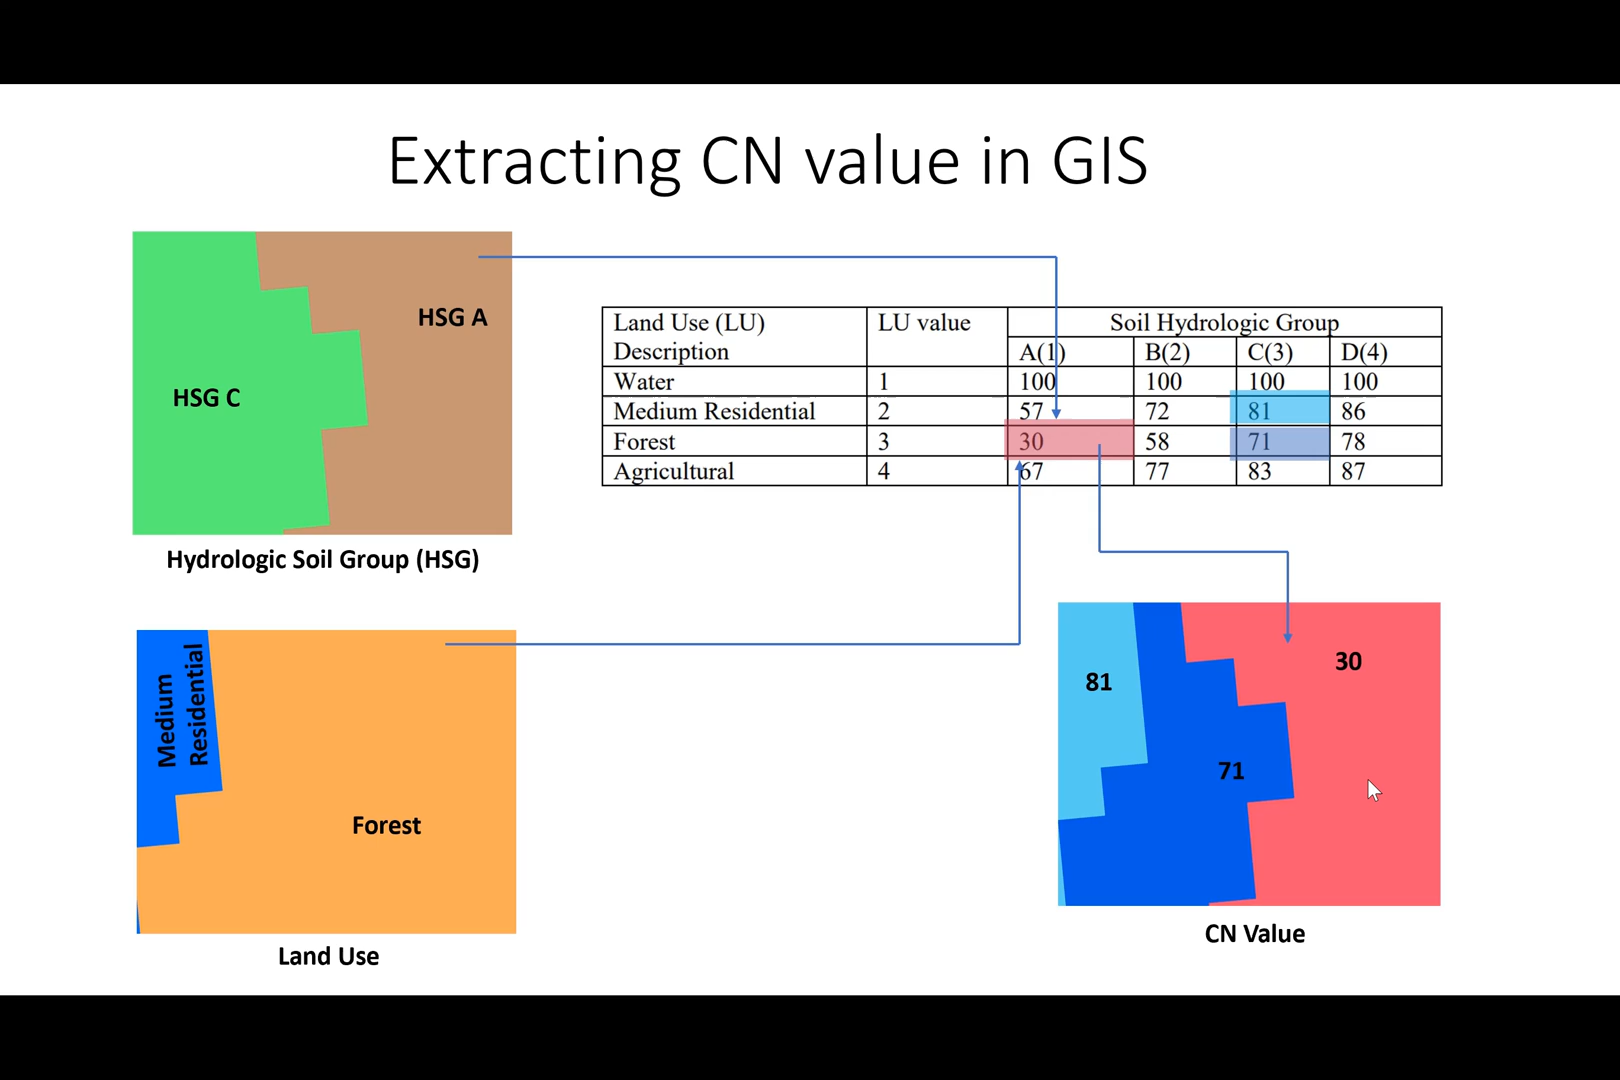 Extracting CN value in GIS
HSG A
HSG C
Hydrologic Soil Group (HSG)
Land Use (LU) Description LU value Soil Hydrologic Group
A(1) B(2) C(3) D(4)
Water 1 100 100 100 100
Medium Residential 2 57 72 81 86
Forest 3 30 58 71 78
Agricultural 4 67 77 83 87
Medium
Residential
Forest
Land Use
81
30
71
CN Value